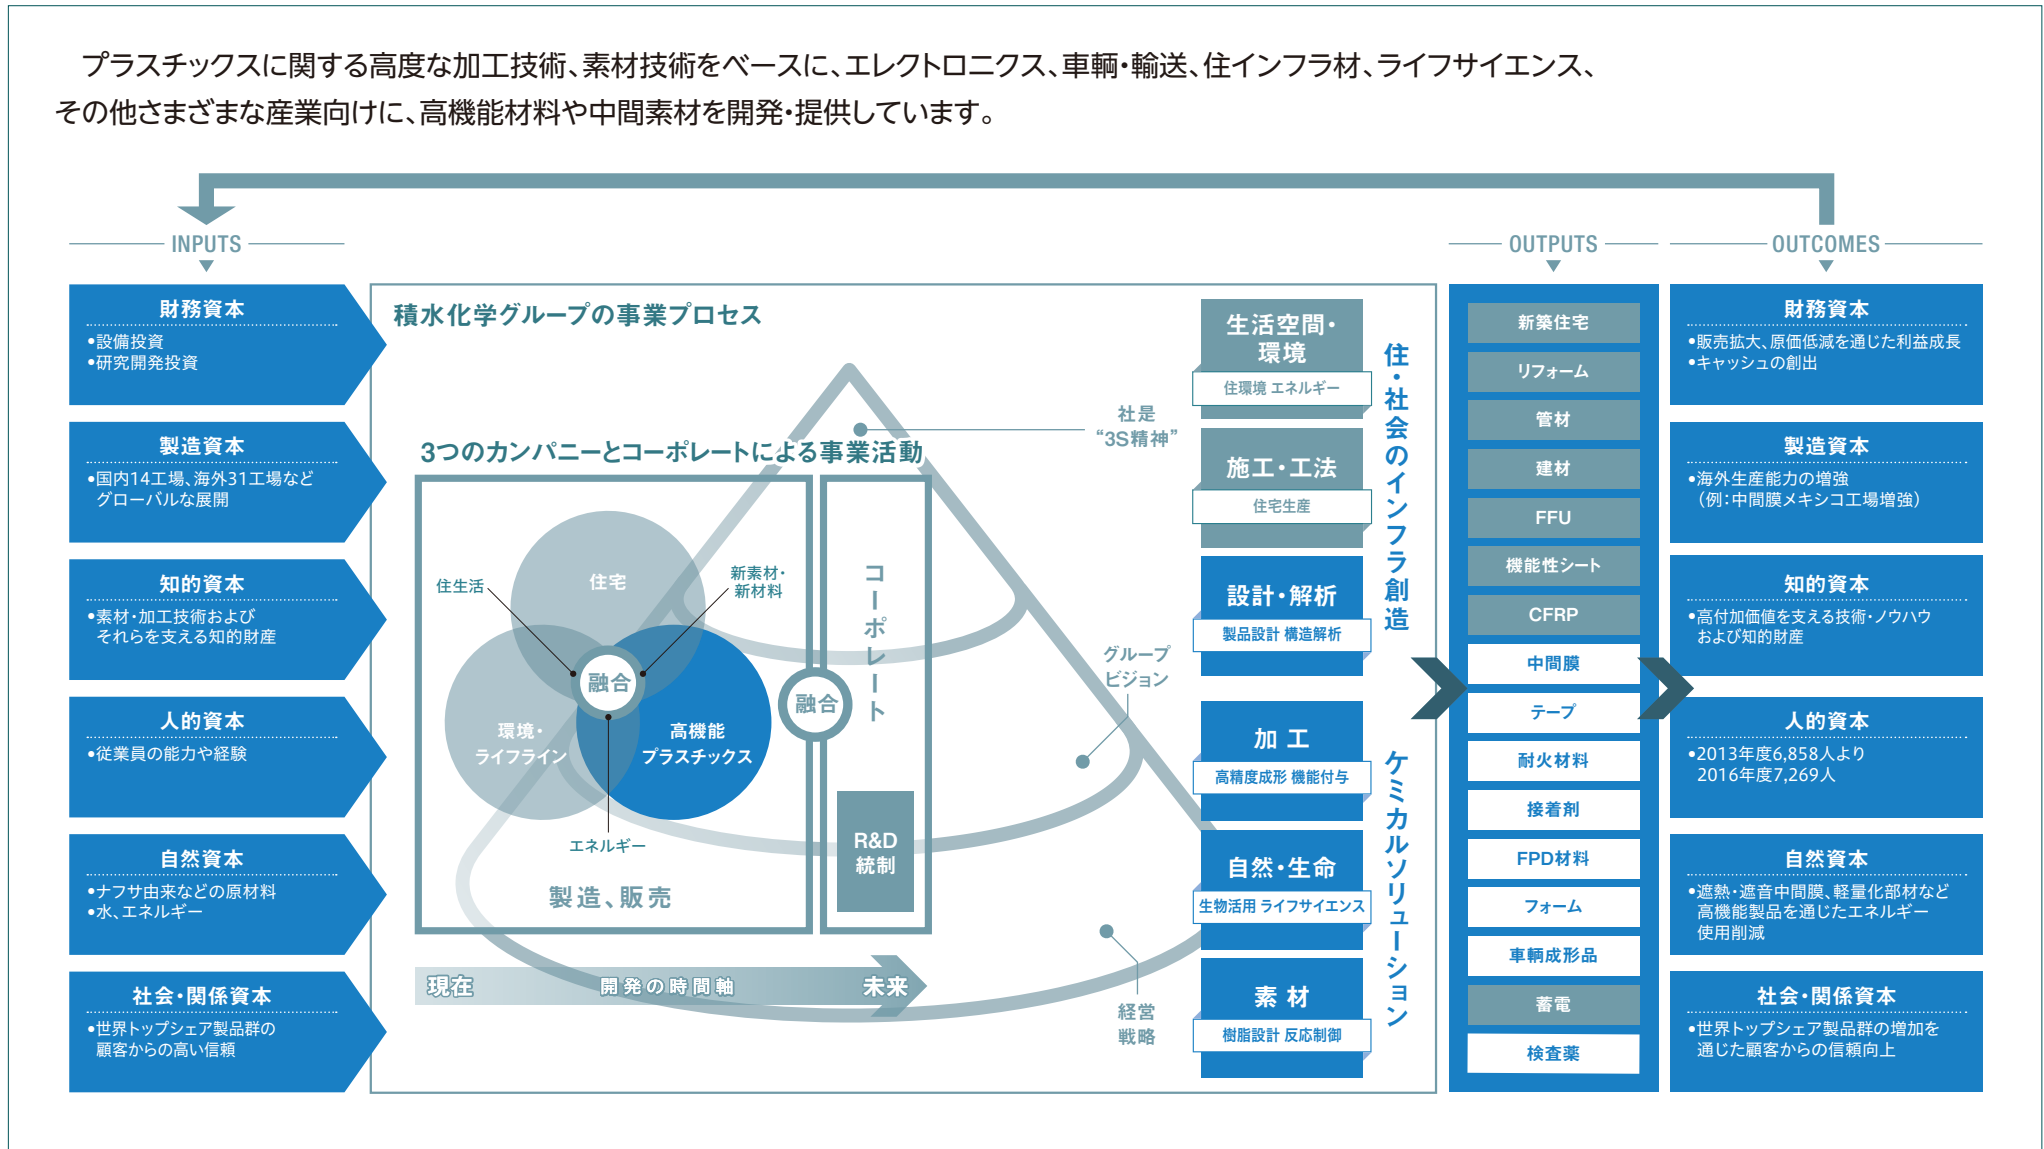 プラスチックスに関する高度な加工技術、素材技術をベースに、エレクトロニクス、車輌・輸送、住インフラ材、ライフサイエンス、
その他さまざまな産業向けに、高機能材料や中間素材を開発・提供しています。
INPUTS
財務資本
•設備投資
•研究開発投資
製造資本
•国内14工場、海外31工場など
グローバルな展開
知的資本
•素材・加工技術および
それらを支える知的財産
人的資本
•従業員の能力や経験
自然資本
•ナフサ由来などの原材料
•水、エネルギー
社会・関係資本
•世界トップシェア製品群の
顧客からの高い信頼
積水化学グループの事業プロセス
3つのカンパニーとコーポレートによる事業活動
住宅
住生活
新素材・
新材料
融合
環境・
ライフライン
高機能
プラスチックス
エネルギー
製造、販売
コーポレート
融合
R&D
統制
現在
開発の時間軸
未来
社是
“3S精神”
グループ
ビジョン
経営
戦略
生活空間・
環境
住環境 エネルギー
施工・工法
住宅生産
設計・解析
製品設計 構造解析
加工
高精度成形 機能付与
自然・生命
生物活用 ライフサイエンス
素材
樹脂設計 反応制御
住・社会のインフラ創造
ケミカルソリューション
OUTPUTS
新築住宅
リフォーム
管材
建材
FFU
機能性シート
CFRP
中間膜
テープ
耐火材料
接着剤
FPD材料
フォーム
車輌成形品
蓄電
検査薬
OUTCOMES
財務資本
•販売拡大、原価低減を通じた利益成長
•キャッシュの創出
製造資本
•海外生産能力の増強
（例：中間膜メキシコ工場増強）
知的資本
•高付加価値を支える技術・ノウハウ
および知的財産
人的資本
•2013年度6,858人より
2016年度7,269人
自然資本
•遮熱・遮音中間膜、軽量化部材など
高機能製品を通じたエネルギー
使用削減
社会・関係資本
•世界トップシェア製品群の増加を
通じた顧客からの信頼向上